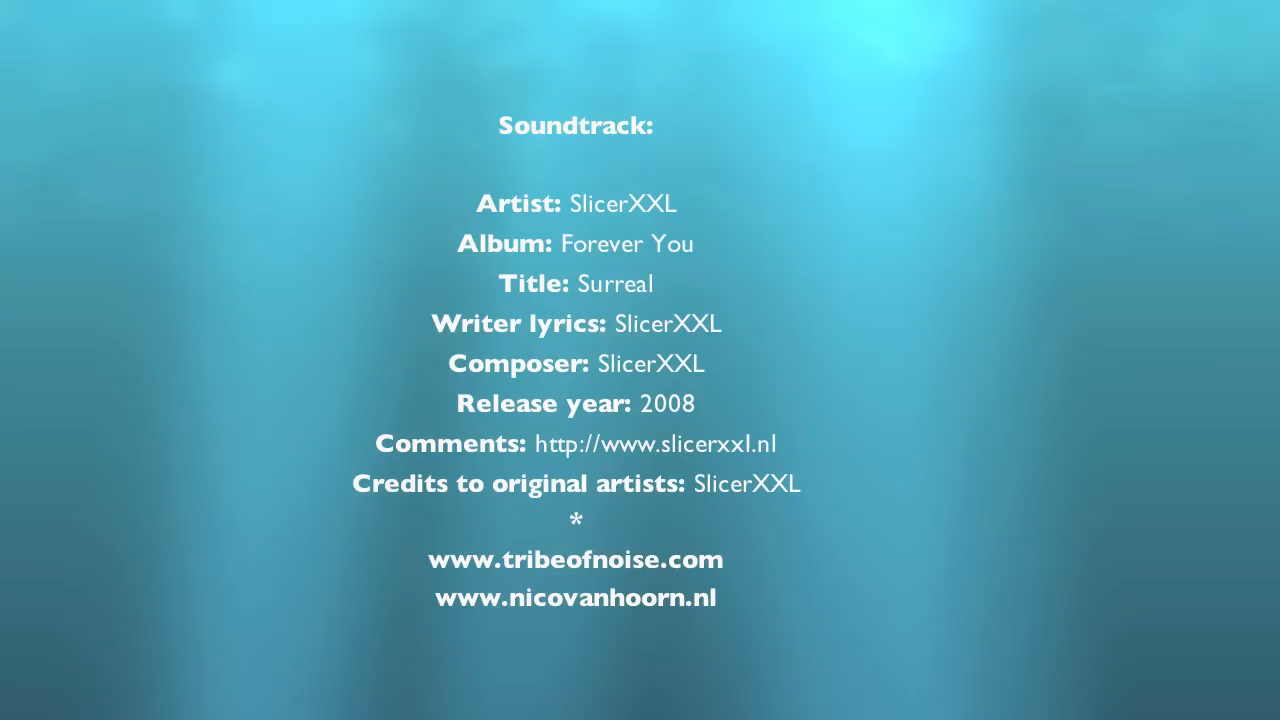 Soundtrack:
Artist: SlicerXXL
Album: Forever You
Title: Surreal
Writer lyrics: SlicerXXL
Composer: SlicerXXL
Release year: 2008
Comments: http://www.slicerxxl.nl
Credits to original artists: SlicerXXL
*
www.tribeofnoise.com
www.nicovanhoorn.nl